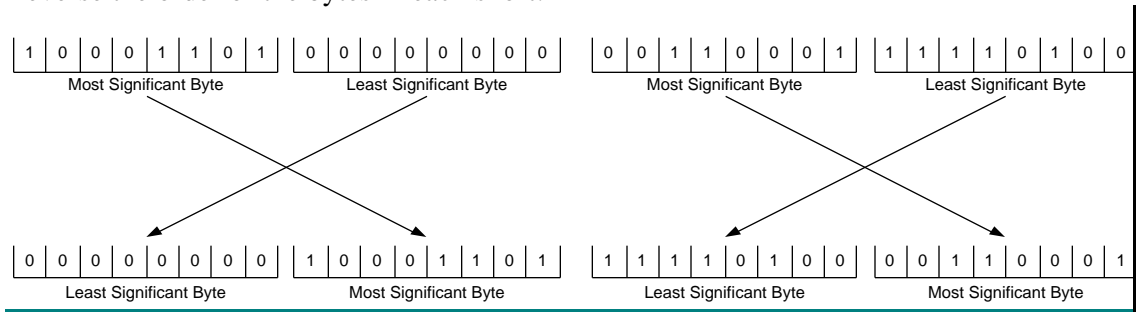 1 0 0 0 1 1 0 1 0 0 0 0 0 0 0 0 0 0 1 1 0 0 0 1 1 1 1 1 0 1 0 0
Most Significant Byte Least Significant Byte Most Significant Byte Least Significant Byte
0 0 0 0 0 0 0 0 1 0 0 0 1 1 0 1 1 1 1 1 0 1 0 0 0 0 1 1 0 0 0 1
Least Significant Byte Most Significant Byte Least Significant Byte Most Significant Byte